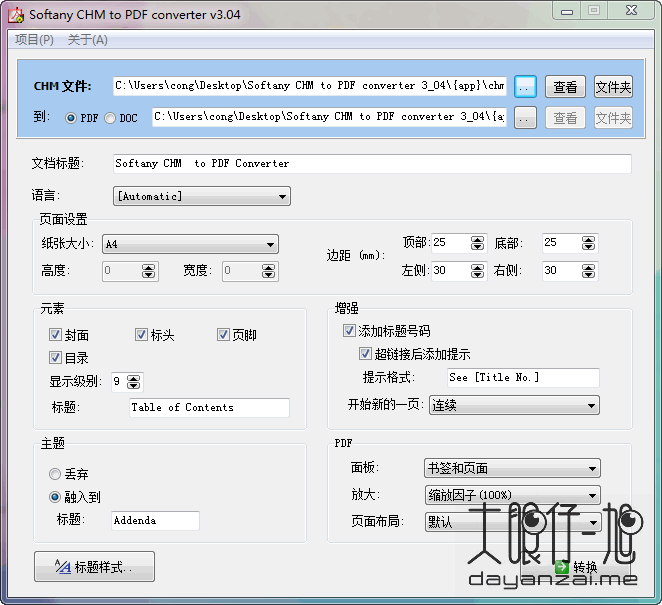 Softany CHM to PDF converter v3.04
项目(P) 关于(A)
CHM 文件: C:\Users\cong\Desktop\Softany CHM to PDF converter 3_04\{app}\chm .. 查看 文件夹
到: PDF DOC C:\Users\cong\Desktop\Softany CHM to PDF converter 3_04\{a .. 查看 文件夹
文档标题: Softany CHM to PDF Converter
语言: [Automatic]
页面设置
纸张大小: A4 边距 (mm): 顶部: 25 底部: 25
高度: 0 宽度: 0 左侧: 30 右侧: 30
元素 增强
封面 标头 页脚 添加标题号码
目录 超链接后添加提示
显示级别: 9 提示格式: See [Title No.]
标题: Table of Contents 开始新的一页: 连续
主题 PDF
丢弃 面板: 书签和页面
融入到 放大: 缩放因子(100%)
标题: Addenda 页面布局: 默认
标题样式.. 转换
大眼仔~旭
dayanzai.me